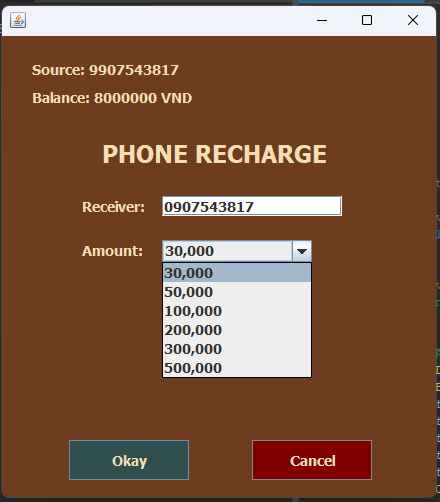 Source: 9907543817
Balance: 8000000 VND
PHONE RECHARGE
Receiver: 0907543817
Amount: 30,000
30,000
50,000
100,000
200,000
300,000
500,000
Okay Cancel